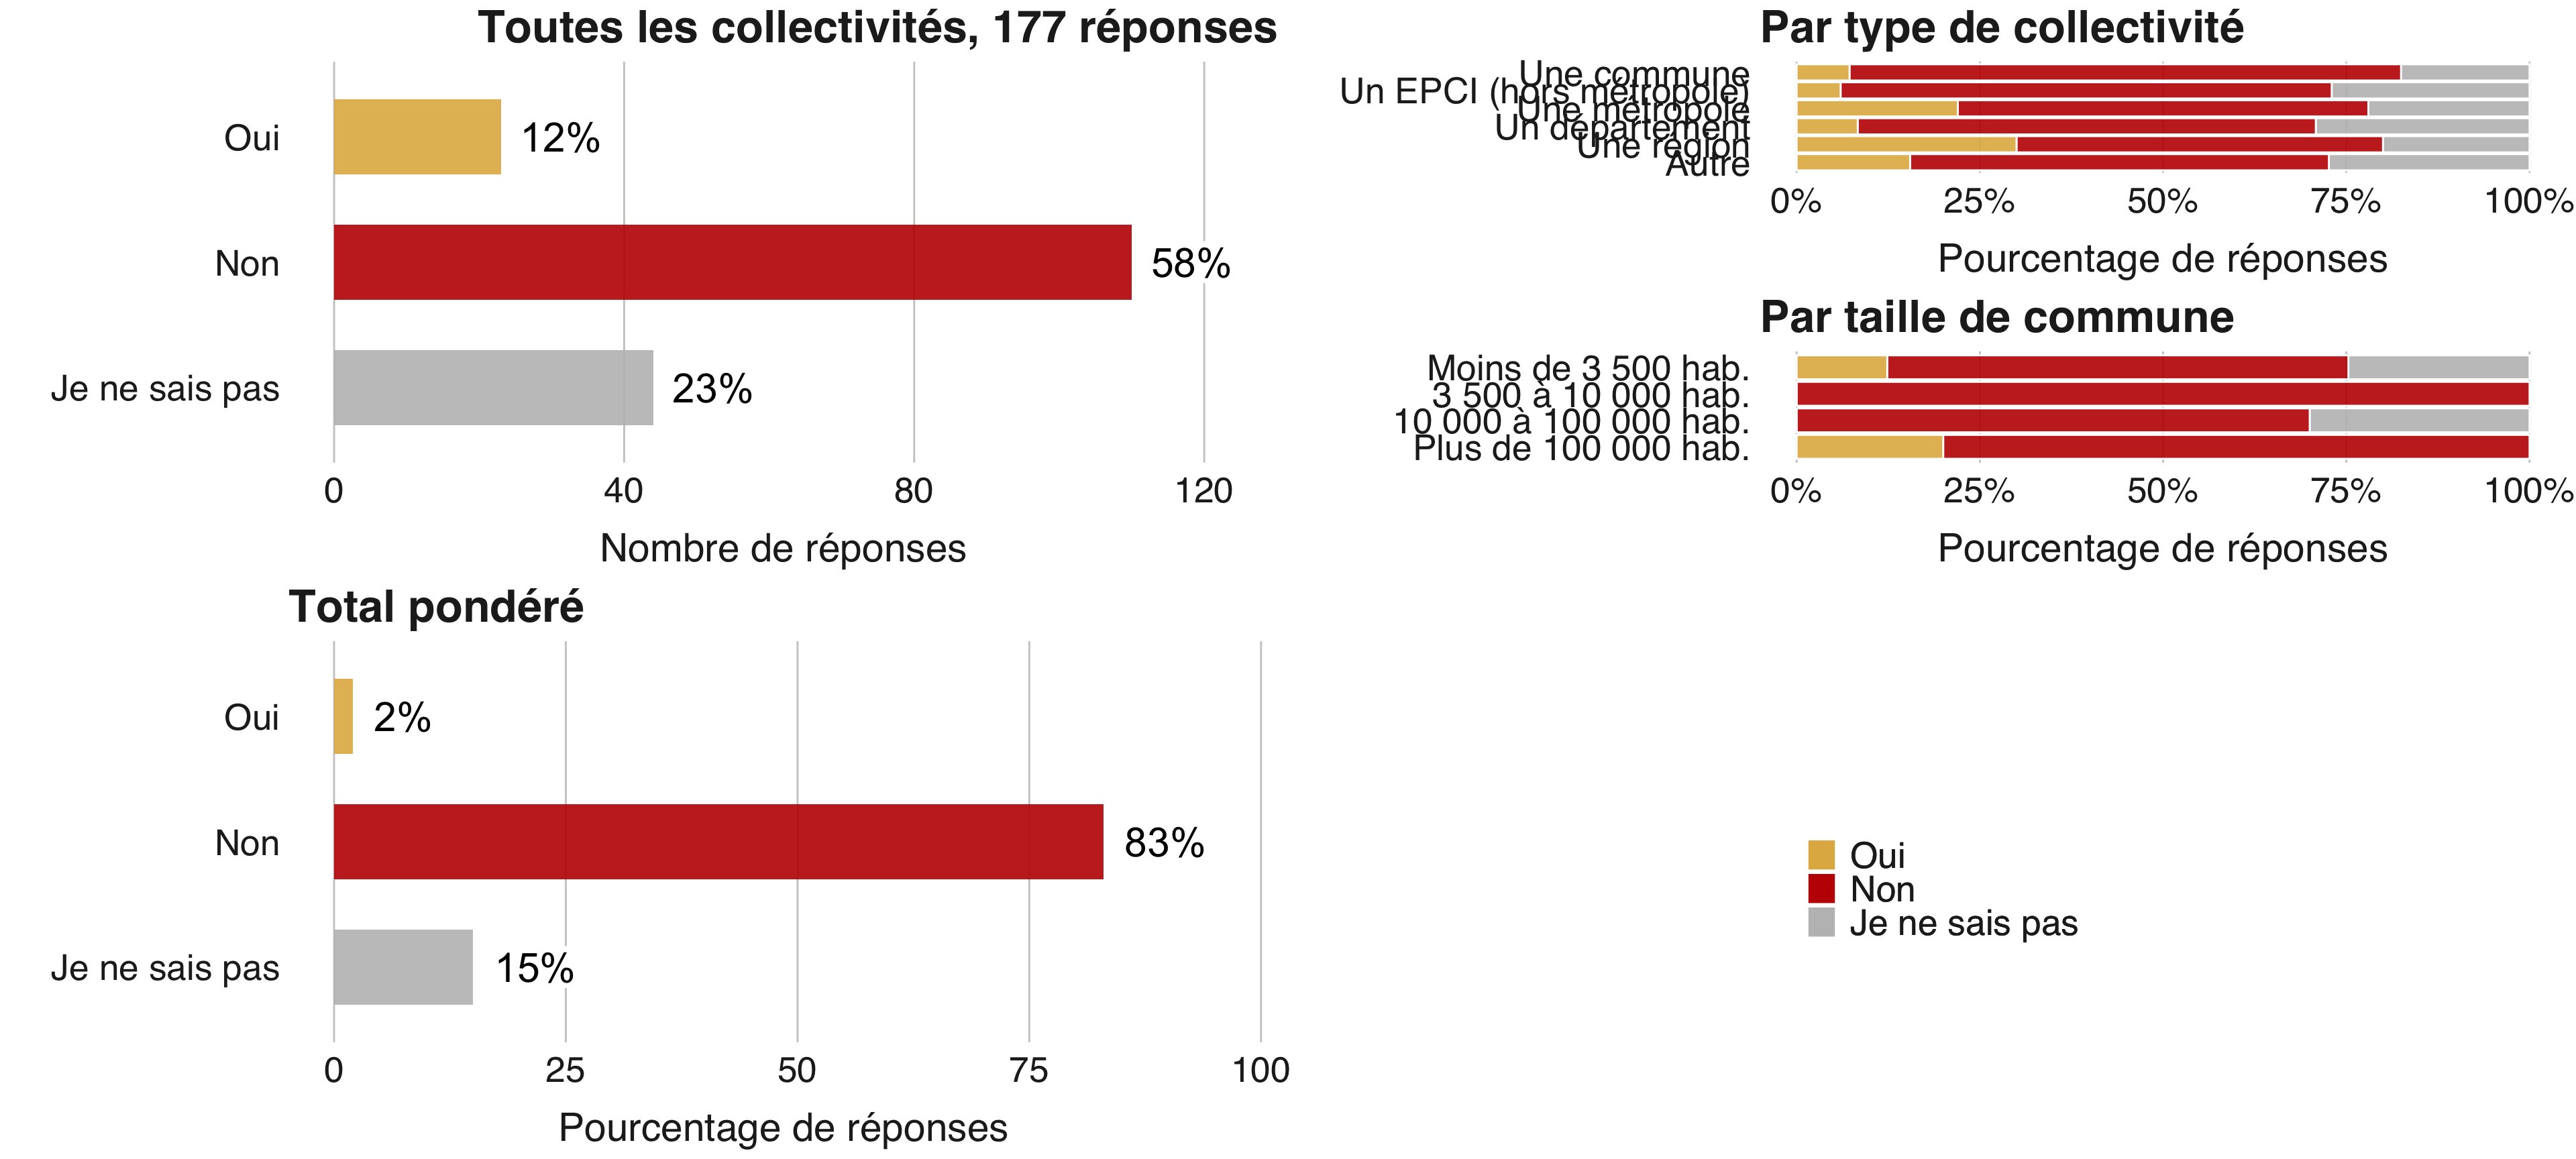 Toutes les collectivités, 177 réponses
Oui
12%
Non
58%
Je ne sais pas
23%
0 40 80 120
Nombre de réponses
Par type de collectivité
Une commune
Un EPCI (hors métropole)
Une métropole
Un département
Une région
Autre
0% 25% 50% 75% 100%
Pourcentage de réponses
Par taille de commune
Moins de 3 500 hab.
3 500 à 10 000 hab.
10 000 à 100 000 hab.
Plus de 100 000 hab.
0% 25% 50% 75% 100%
Pourcentage de réponses
Total pondéré
Oui
2%
Non
83%
Je ne sais pas
15%
0 25 50 75 100
Pourcentage de réponses
Oui
Non
Je ne sais pas